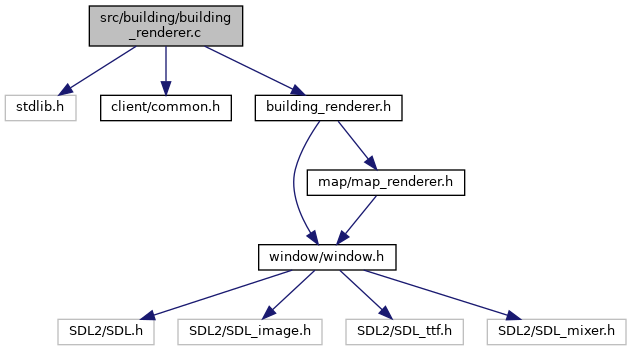 src/building/building
_renderer.c
stdlib.h
client/common.h
building_renderer.h
map/map_renderer.h
window/window.h
SDL2/SDL.h
SDL2/SDL_image.h
SDL2/SDL_ttf.h
SDL2/SDL_mixer.h